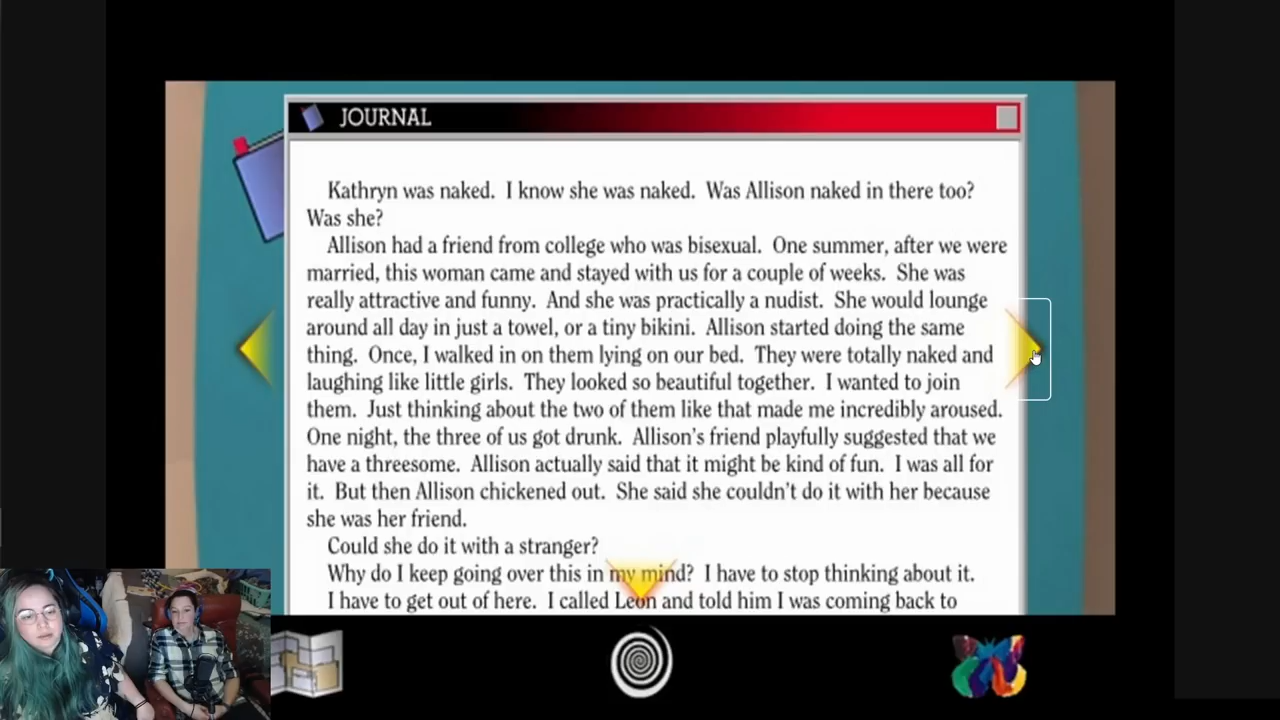 JOURNAL
Kathryn was naked. I know she was naked. Was Allison naked in there too?
Was she?
Allison had a friend from college who was bisexual. One summer, after we were
married, this woman came and stayed with us for a couple of weeks. She was
really attractive and funny. And she was practically a nudist. She would lounge
around all day in just a towel, or a tiny bikini. Allison started doing the same
thing. Once, I walked in on them lying on our bed. They were totally naked and
laughing like little girls. They looked so beautiful together. I wanted to join
them. Just thinking about the two of them like that made me incredibly aroused.
One night, the three of us got drunk. Allison's friend playfully suggested that we
have a threesome. Allison actually said that it might be kind of fun. I was all for
it. But then Allison chickened out. She said she couldn't do it with her because
she was her friend.
Could she do it with a stranger?
Why do I keep going over this in my mind? I have to stop thinking about it.
I have to get out of here. I called Leon and told him I was coming back to